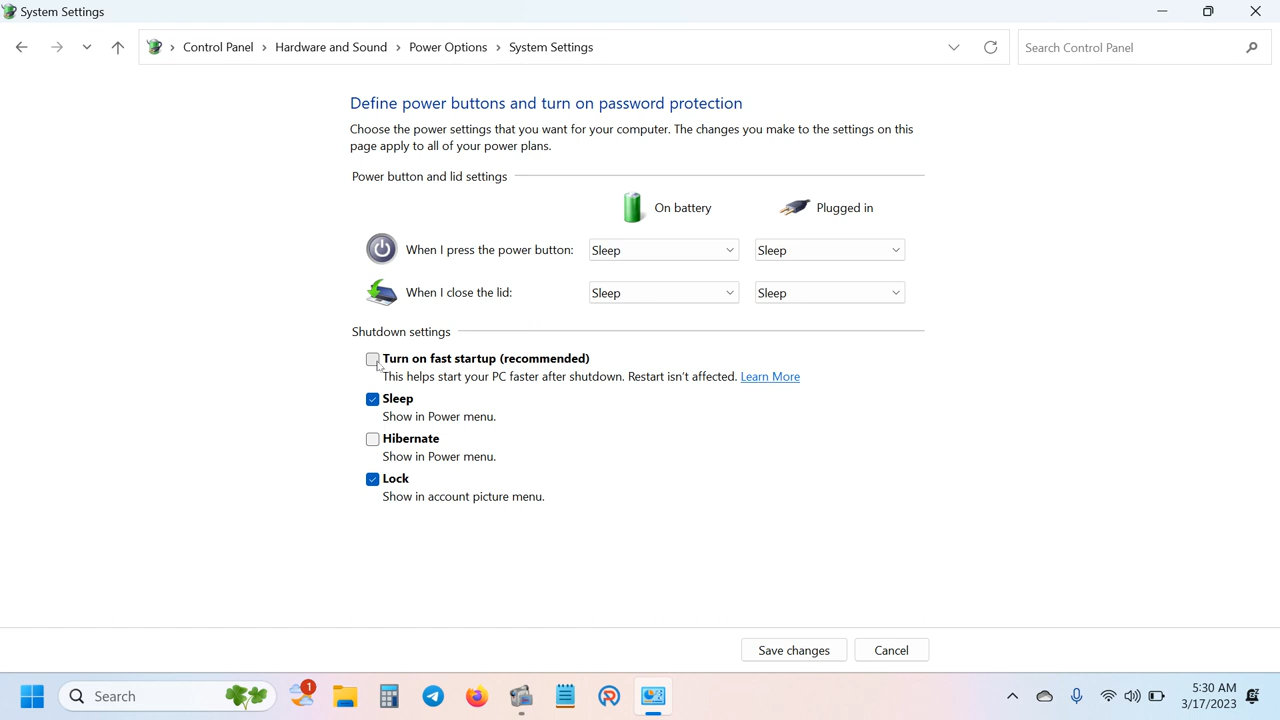 System Settings
Control Panel > Hardware and Sound > Power Options > System Settings
Search Control Panel
Define power buttons and turn on password protection
Choose the power settings that you want for your computer. The changes you make to the settings on this
page apply to all of your power plans.
Power button and lid settings
On battery Plugged in
When I press the power button: Sleep Sleep
When I close the lid: Sleep Sleep
Shutdown settings
Turn on fast startup (recommended)
This helps start your PC faster after shutdown. Restart isn't affected. Learn More
Sleep
Show in Power menu.
Hibernate
Show in Power menu.
Lock
Show in account picture menu.
Save changes Cancel
Search
1
5:30 AM
3/17/2023